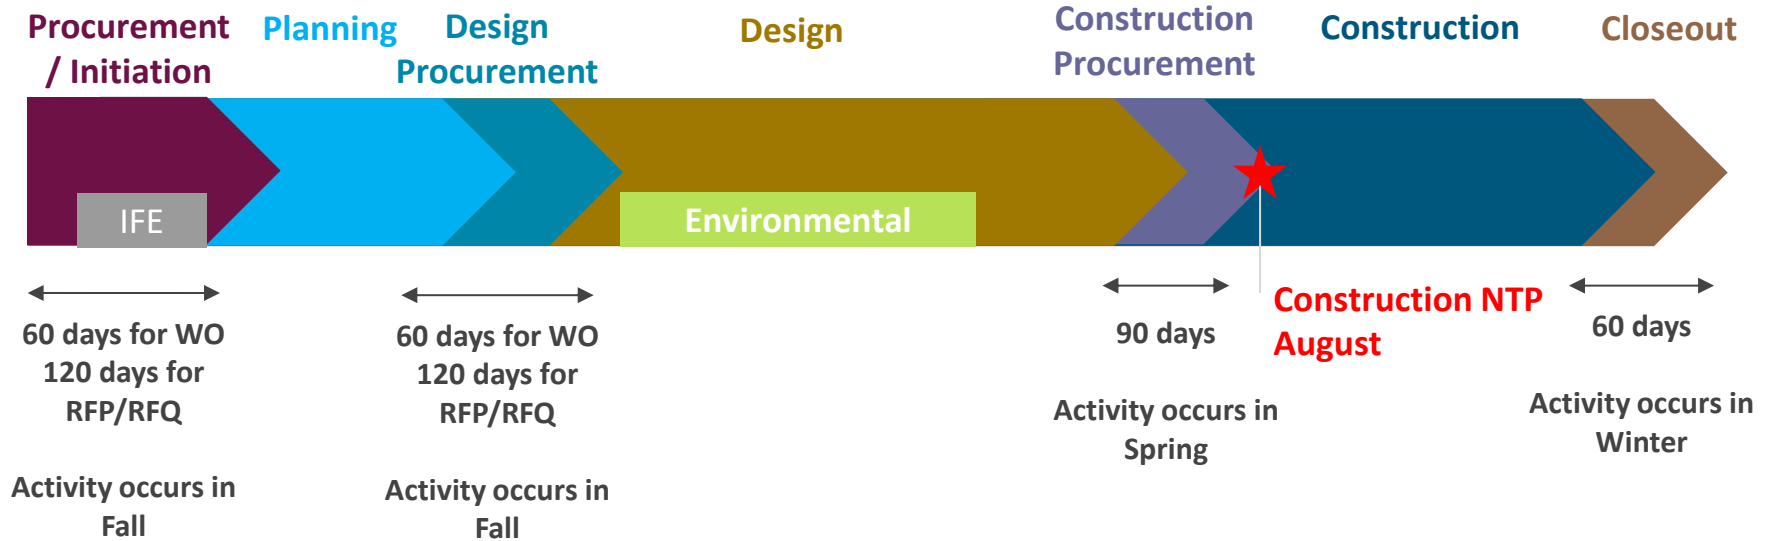 Procurement
/ Initiation
Planning
Design
Procurement
Design
Construction
Procurement
Construction
Closeout
IFE
Environmental
60 days for WO
120 days for
RFP/RFQ
Activity occurs in
Fall
60 days for WO
120 days for
RFP/RFQ
Activity occurs in
Fall
90 days
Activity occurs in
Spring
Construction NTP
August
60 days
Activity occurs in
Winter